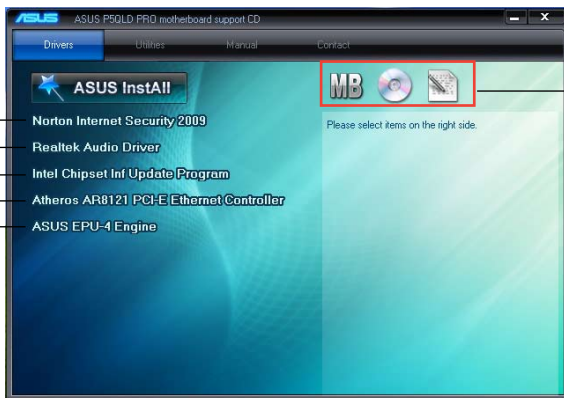 ASUS ASUS P5QLD PRO motherboard support CD
Drivers Utilities Manual Contact
ASUS InstAll
MB
Norton Internet Security 2009
Please select items on the right side.
Realtek Audio Driver
Intel Chipset Inf Update Program
Atheros AR8121 PCI-E Ethernet Controller
ASUS EPU-4 Engine